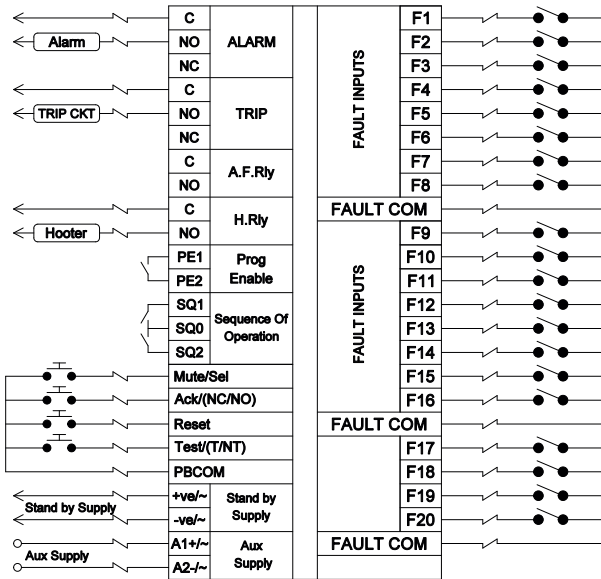 C F1
Alarm NO ALARM F2
NC F3
C F4
TRIP CKT NO TRIP F5
NC F6
FAULT INPUTS
C A.F.Rly F7
NO F8
C H.Rly FAULT COM
Hooter NO F9
PE1 Prog F10
PE2 Enable F11
SQ1 F12
SQ0 Sequence Of F13
Operation
SQ2 F14
FAULT INPUTS
Mute/Sel F15
Ack/(NC/NO) F16
Reset FAULT COM
Test/(T/NT) F17
PBCOM F18
+ve/~ Stand by F19
Stand by Supply
-ve/~ Supply F20
A1+/~ Aux FAULT COM
Aux Supply
A2-/~ Supply